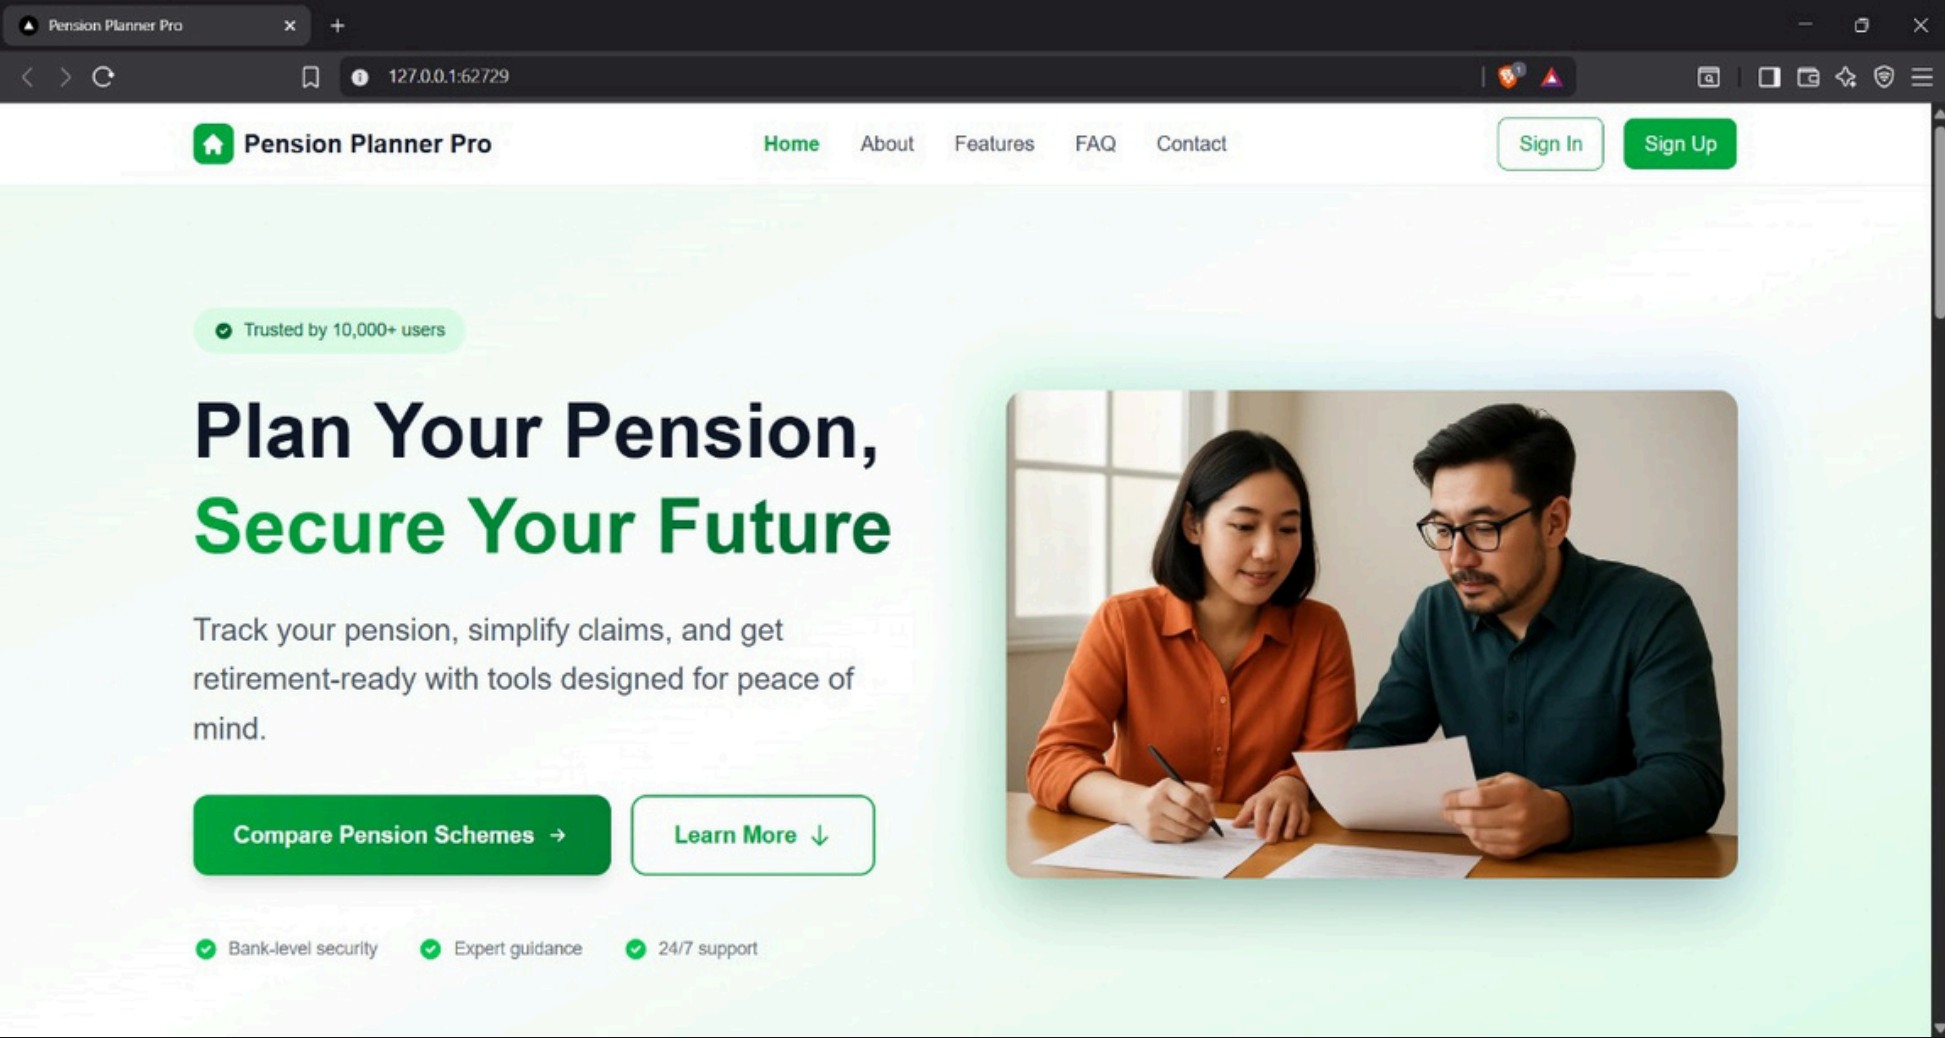 Pension Planner Pro
127.0.0.1:62729
1
Pension Planner Pro
Home
About
Features
FAQ
Contact
Sign In
Sign Up
Trusted by 10,000+ users
Plan Your Pension,
Secure Your Future
Track your pension, simplify claims, and get
retirement-ready with tools designed for peace of
mind.
Compare Pension Schemes →
Learn More ↓
Bank-level security
Expert guidance
24/7 support